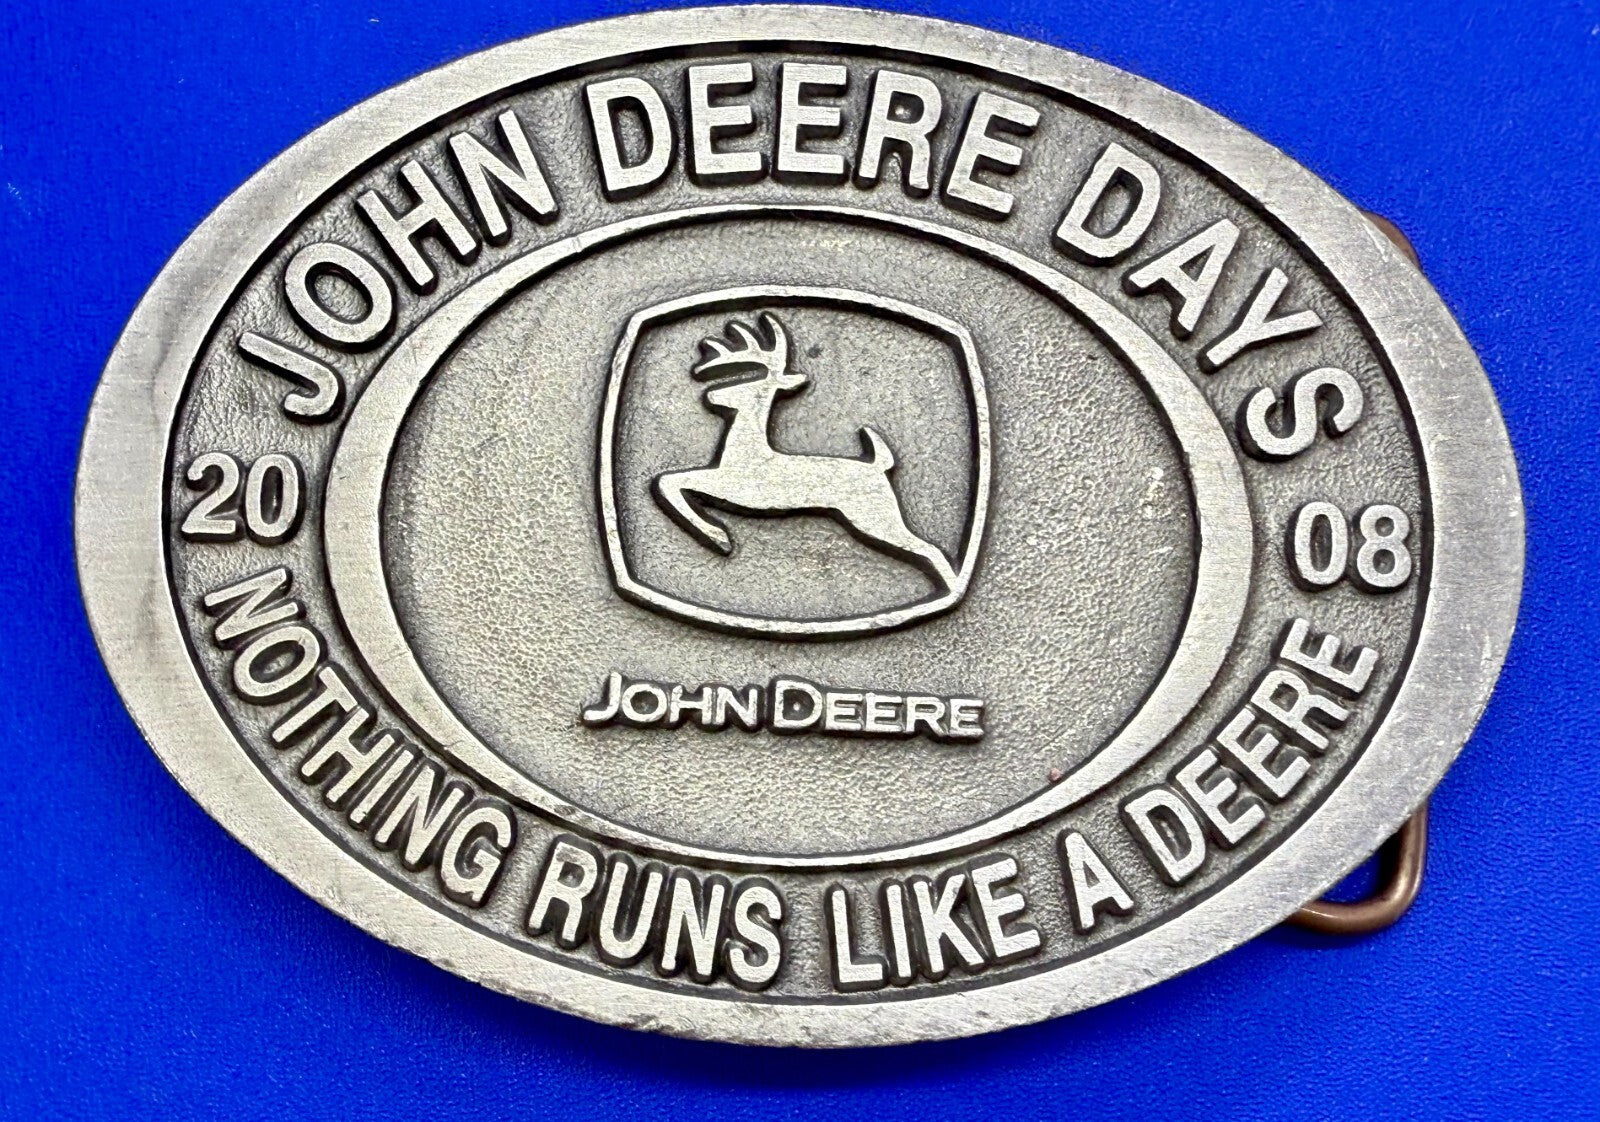 JOHN DEERE DAYS
20 08
JOHN DEERE
NOTHING RUNS LIKE A DEERE